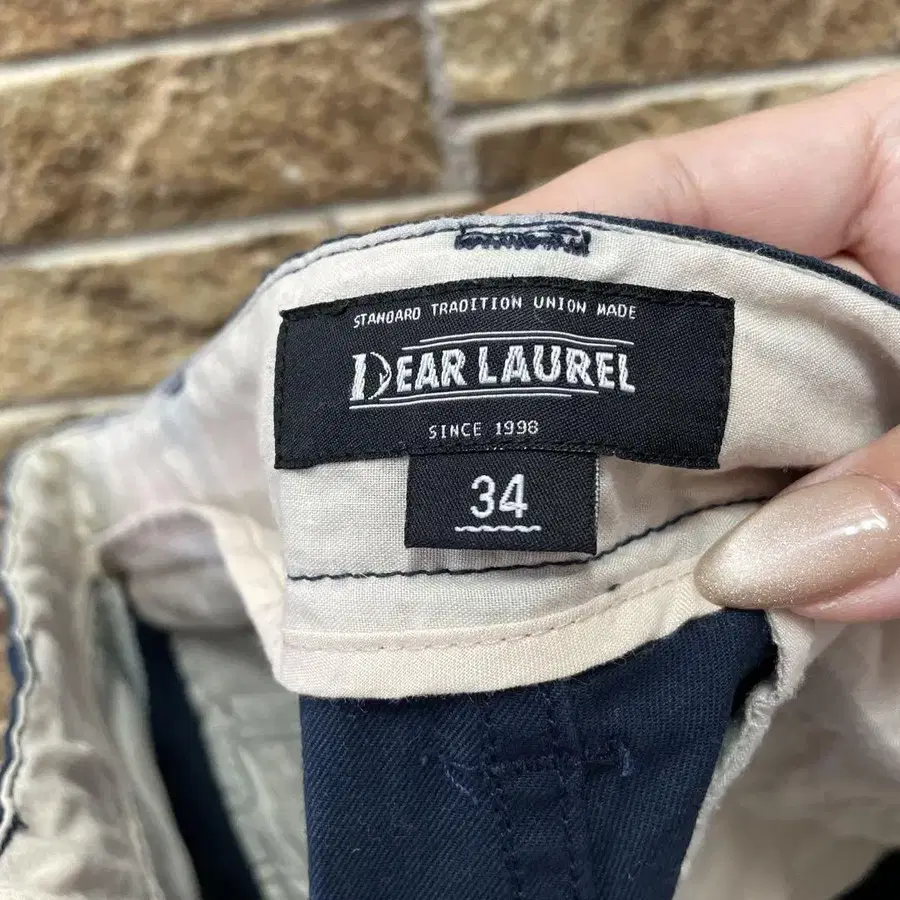 STANDARD TRADITION UNION MADE
DEAR LAUREL
SINCE 1998
34